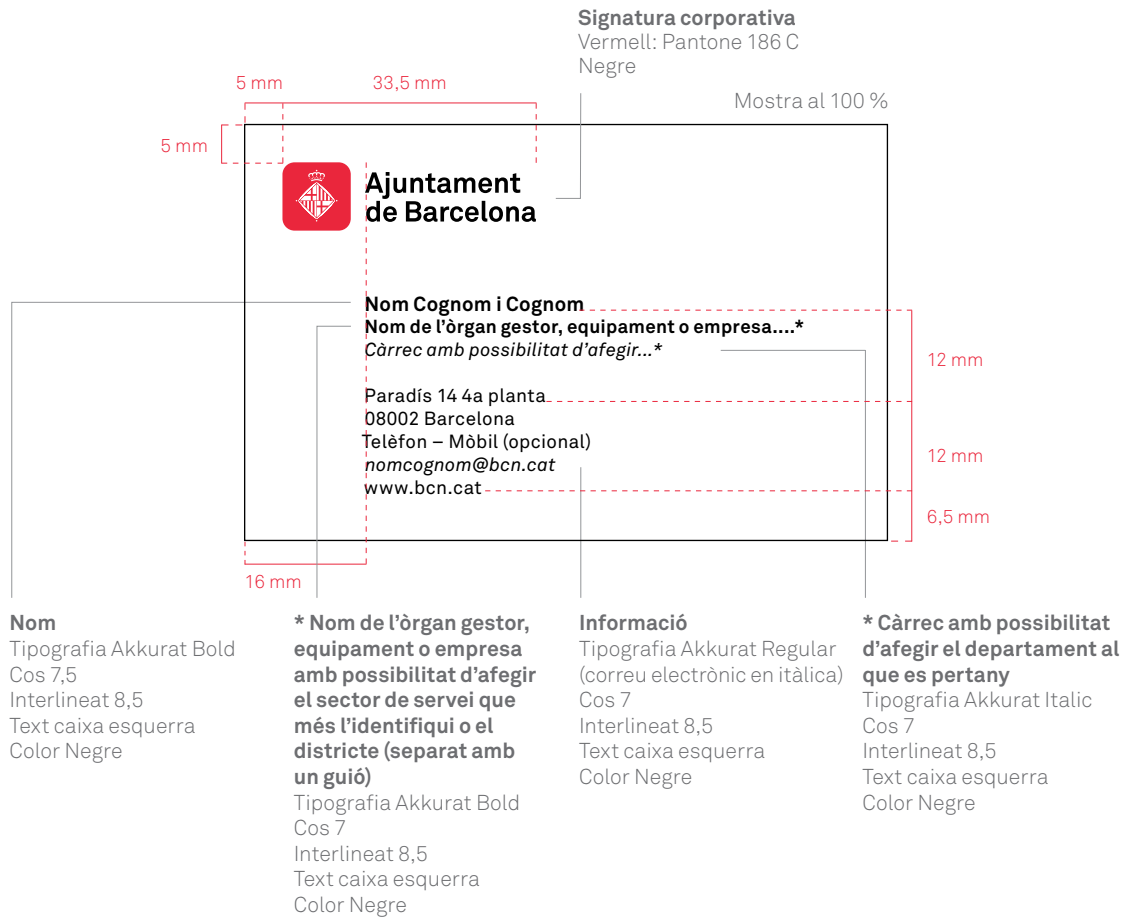 Signatura corporativa
Vermell: Pantone 186 C
Negre
5 mm
33,5 mm
Mostra al 100 %
5 mm
Ajuntament
de Barcelona
Nom Cognom i Cognom
Nom de l’òrgan gestor, equipament o empresa....*
Càrrec amb possibilitat d’afegir...*
12 mm
Paradís 14 4a planta
08002 Barcelona
Telèfon – Mòbil (opcional)
nomcognom@bcn.cat
12 mm
www.bcn.cat
6,5 mm
16 mm
Nom
Tipografia Akkurat Bold
Cos 7,5
Interlineat 8,5
Text caixa esquerra
Color Negre
* Nom de l’òrgan gestor,
equipament o empresa
amb possibilitat d’afegir
el sector de servei que
més l’identifiqui o el
districte (separat amb
un guió)
Tipografia Akkurat Bold
Cos 7
Interlineat 8,5
Text caixa esquerra
Color Negre
Informació
Tipografia Akkurat Regular
(correu electrònic en itàlica)
Cos 7
Interlineat 8,5
Text caixa esquerra
Color Negre
* Càrrec amb possibilitat
d’afegir el departament al
que es pertany
Tipografia Akkurat Italic
Cos 7
Interlineat 8,5
Text caixa esquerra
Color Negre